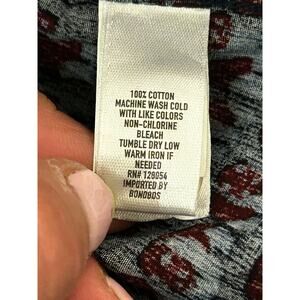 100% COTTON
MACHINE WASH COLD
WITH LIKE COLORS
NON-CHLORINE
BLEACH
TUMBLE DRY LOW
WARM IRON IF
NEEDED
RN# 128054
IMPORTED BY
BONDBDS